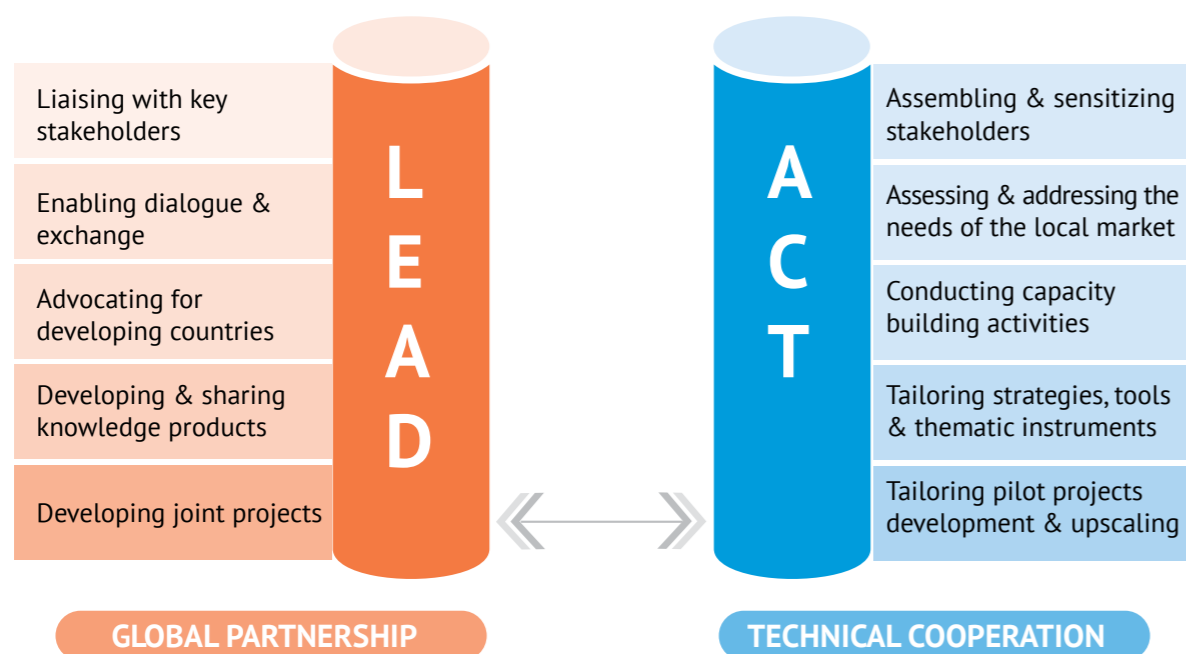 Liaising with key
stakeholders
Enabling dialogue &
exchange
Advocating for
developing countries
Developing & sharing
knowledge products
Developing joint projects
L
E
A
D
GLOBAL PARTNERSHIP
A
C
T
Assembling & sensitizing
stakeholders
Assessing & addressing the
needs of the local market
Conducting capacity
building activities
Tailoring strategies, tools
& thematic instruments
Tailoring pilot projects
development & upscaling
TECHNICAL COOPERATION